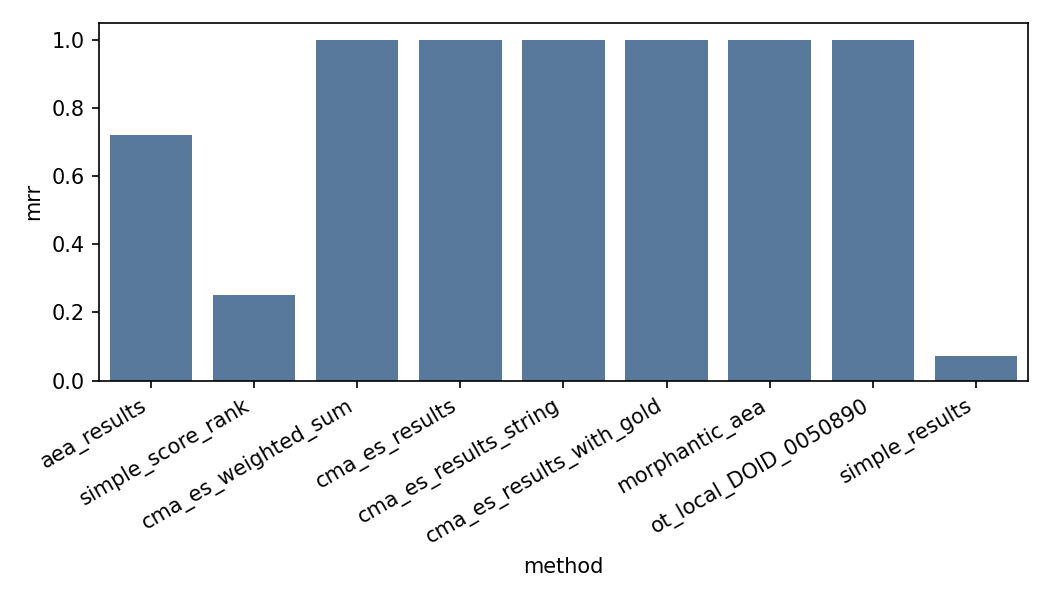 1.0
0.8
0.6
0.4
0.2
0.0
mrr
aea_results
simple_score_rank
cma_es_weighted_sum
cma_es_results
cma_es_results_string
cma_es_results_with_gold
morphantic_aea
ot_local_DOID_0050890
simple_results
method